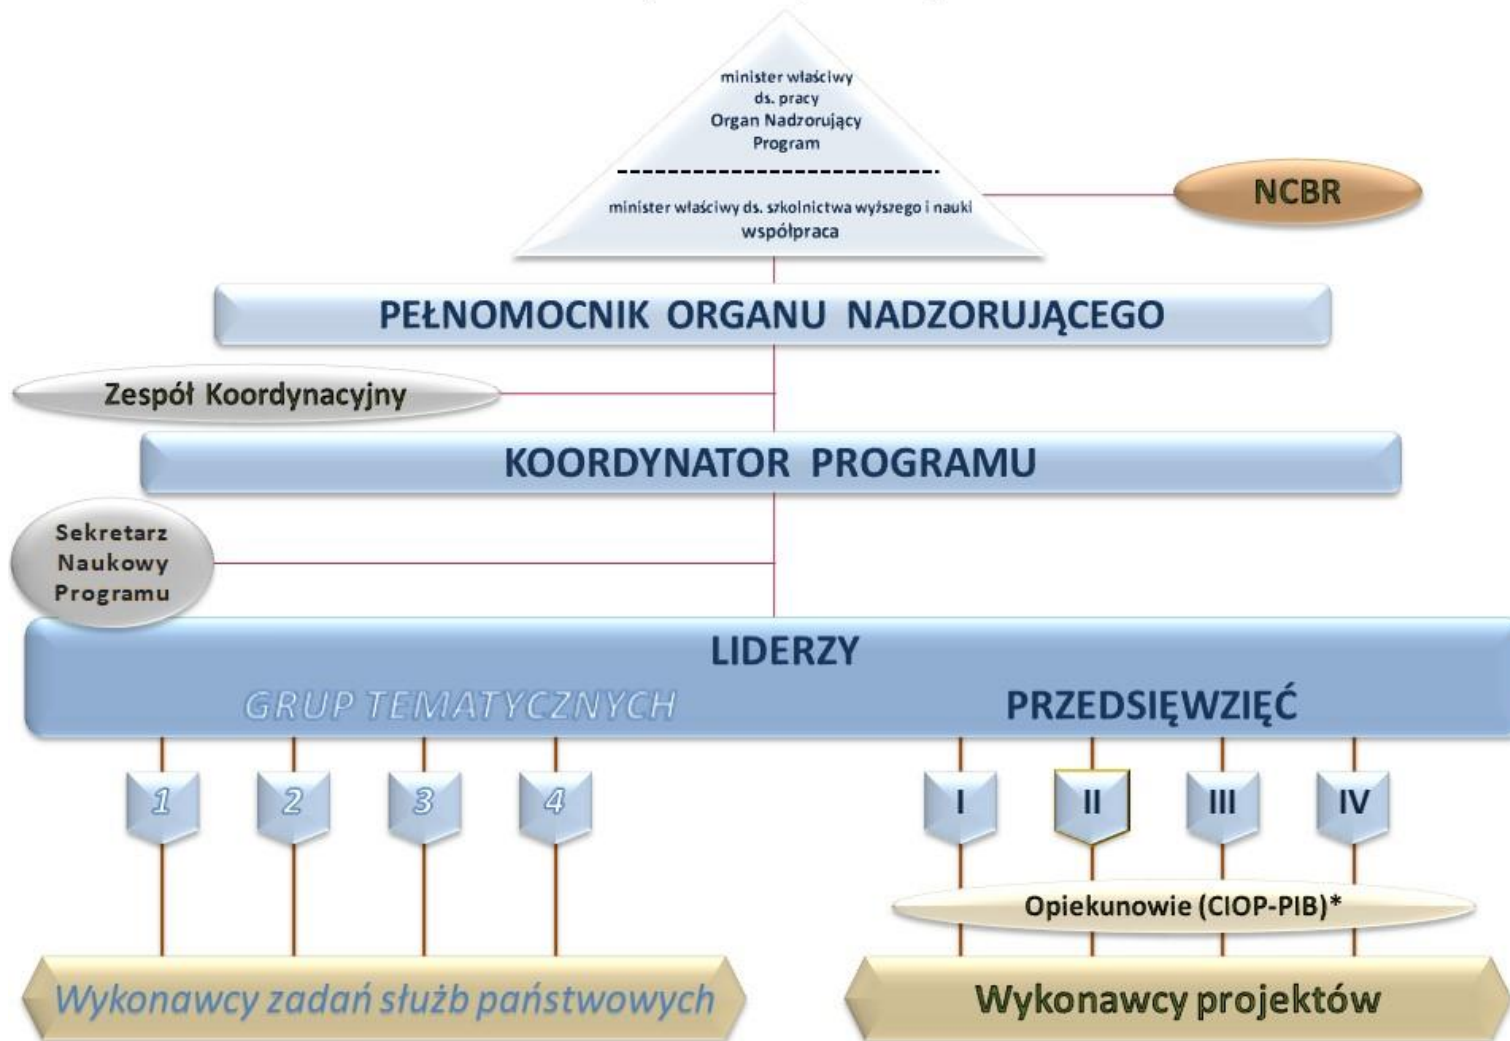 minister właściwy
ds. pracy
Organ Nadzorujący
Program
minister właściwy ds. szkolnictwa wyższego i nauki
współpraca
NCBR
PEŁNOMOCNIK ORGANU NADZORUJĄCEGO
Zespół Koordynacyjny
KOORDYNATOR PROGRAMU
Sekretarz
Naukowy
Programu
LIDERZY
GRUP TEMATYCZNYCH PRZEDSIĘWZIĘĆ
1 2 3 4 I II III IV
Opiekunowie (CIOP-PIB)*
Wykonawcy zadań służb państwowych Wykonawcy projektów